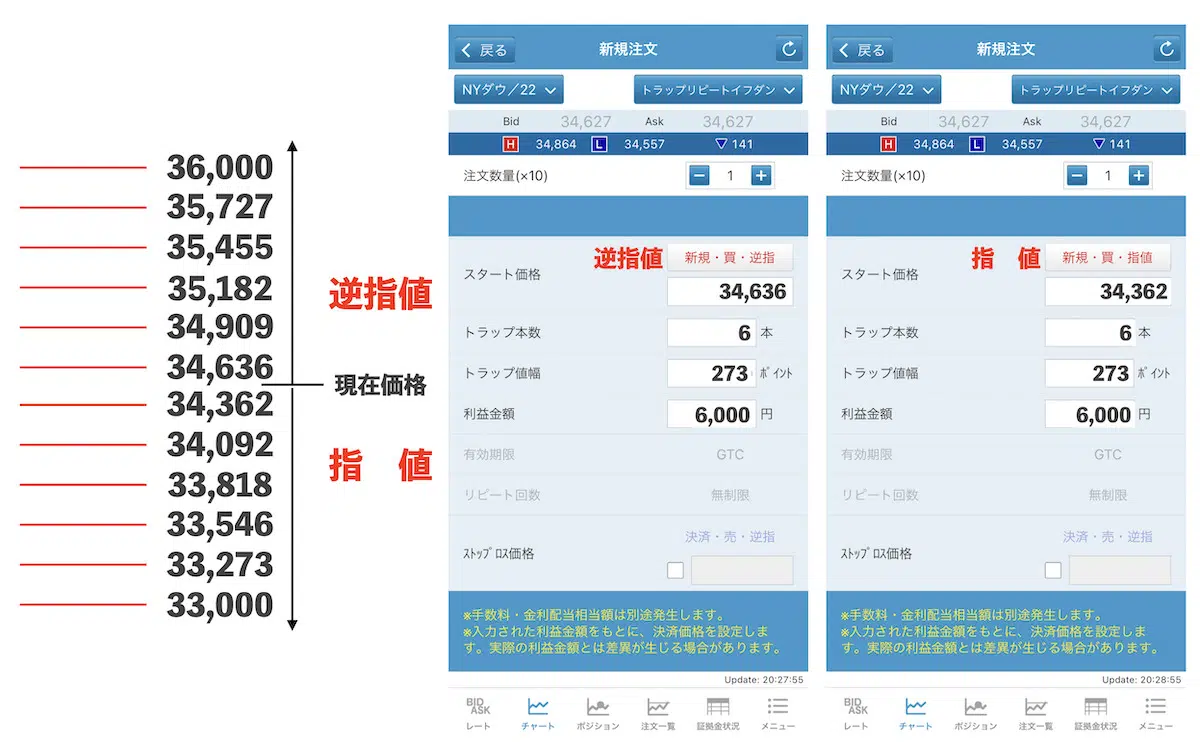 36,000
35,727
35,455
35,182
34,909
34,636
34,362
34,092
33,818
33,546
33,273
33,000
逆指値
現在価格
指　値
戻る
新規注文
NYダウ／22
トラップリピートイフダン
Bid 34,627 Ask 34,627
H 34,864 L 34,557 ▽ 141
注文数量(×10) 1
スタート価格
逆指値 新規・買・逆指
34,636
トラップ本数 6 本
トラップ値幅 273 ﾎﾟｲﾝﾄ
利益金額 6,000 円
有効期限 GTC
リピート回数 無制限
決済・売・逆指
ｽﾄｯﾌﾟﾛｽ価格
※手数料・金利配当相当額は別途発生します。
※入力された利益金額をもとに、決済価格を設定しま
す。実際の利益金額とは差異が生じる場合があります。
Update: 20:27:55
BID ASK
レート チャート ポジション 注文一覧 証拠金状況 メニュー
戻る
新規注文
NYダウ／22
トラップリピートイフダン
Bid 34,627 Ask 34,627
H 34,864 L 34,557 ▽ 141
注文数量(×10) 1
スタート価格
指　値 新規・買・指値
34,362
トラップ本数 6 本
トラップ値幅 273 ﾎﾟｲﾝﾄ
利益金額 6,000 円
有効期限 GTC
リピート回数 無制限
決済・売・逆指
ｽﾄｯﾌﾟﾛｽ価格
※手数料・金利配当相当額は別途発生します。
※入力された利益金額をもとに、決済価格を設定しま
す。実際の利益金額とは差異が生じる場合があります。
Update: 20:28:55
BID ASK
レート チャート ポジション 注文一覧 証拠金状況 メニュー